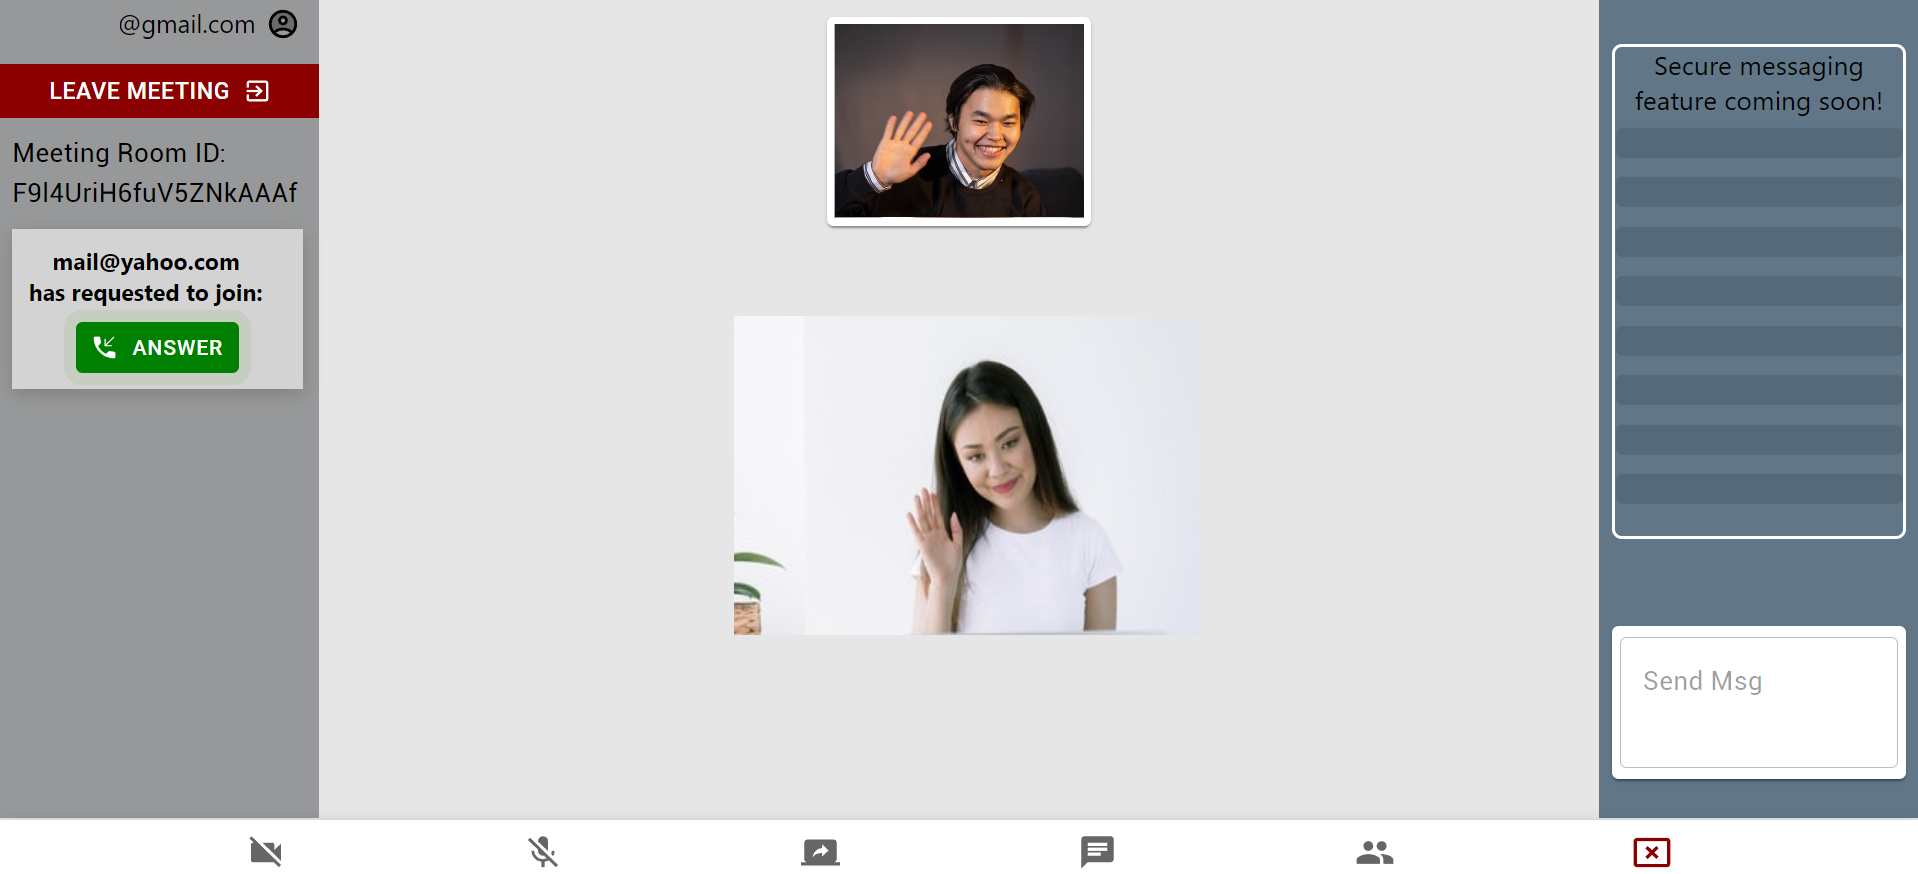 @gmail.com
LEAVE MEETING
Meeting Room ID:
F9l4UriH6fuV5ZNkAAAf
mail@yahoo.com
has requested to join:
ANSWER
Secure messaging
feature coming soon!
Send Msg